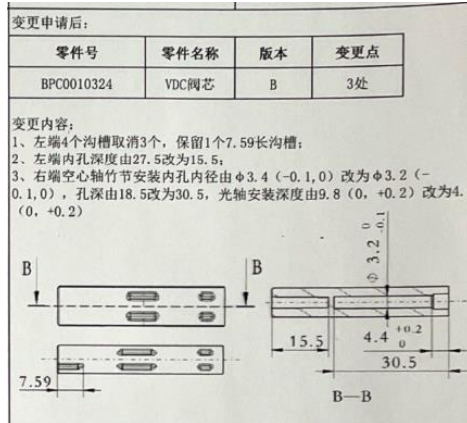 变更申请后:
零件号 零件名称 版本 变更点
BPC0010324 VDC阀芯 B 3处
变更内容:
1、左端4个沟槽取消3个，保留1个7.59长沟槽;
2、左端内孔深度由27.5改为15.5;
3、右端空心轴竹节安装内孔内径由φ3.4（-0.1,0）改为φ3.2（-
0.1,0），孔深由18.5改为30.5，光轴安装深度由9.8（0，+0.2）改为4.
（0，+0.2）
B B
Φ 3.2 0 -0.1
15.5 4.4 +0.2 0
30.5
7.59
B—B